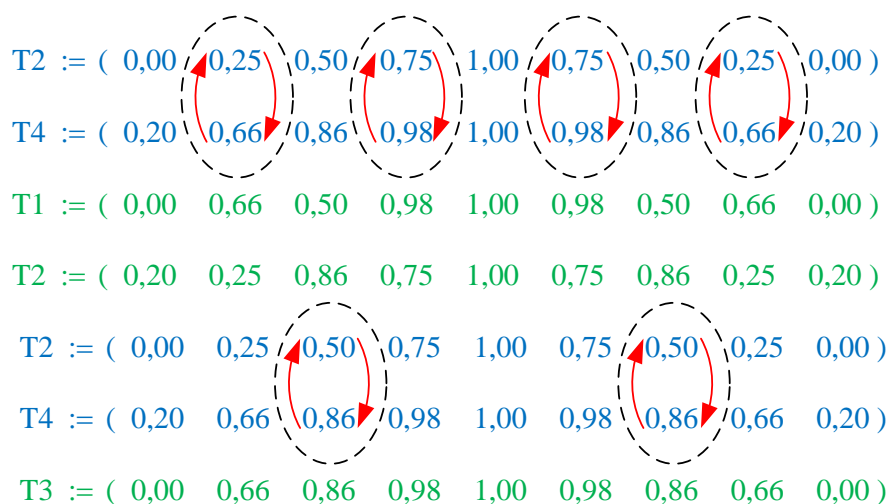 T2 := ( 0,00 0,25 0,50 0,75 1,00 0,75 0,50 0,25 0,00 )
T4 := ( 0,20 0,66 0,86 0,98 1,00 0,98 0,86 0,66 0,20 )
T1 := ( 0,00 0,66 0,50 0,98 1,00 0,98 0,50 0,66 0,00 )
T2 := ( 0,20 0,25 0,86 0,75 1,00 0,75 0,86 0,25 0,20 )
T2 := ( 0,00 0,25 0,50 0,75 1,00 0,75 0,50 0,25 0,00 )
T4 := ( 0,20 0,66 0,86 0,98 1,00 0,98 0,86 0,66 0,20 )
T3 := ( 0,00 0,66 0,86 0,98 1,00 0,98 0,86 0,66 0,00 )